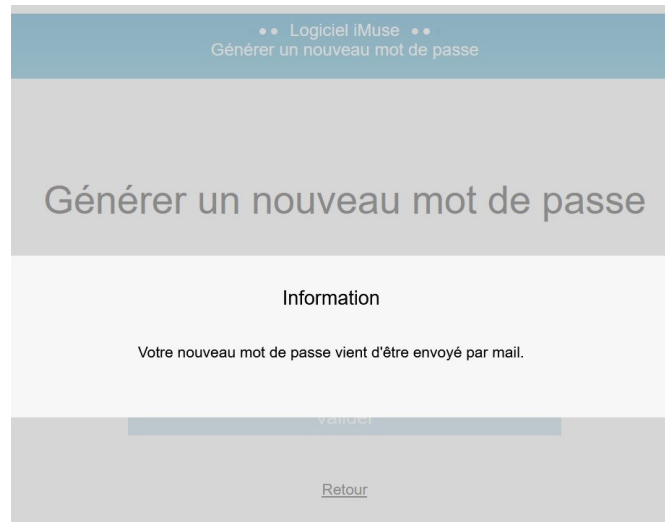 •• Logiciel iMuse ••
Générer un nouveau mot de passe
Générer un nouveau mot de passe
Information
Votre nouveau mot de passe vient d'être envoyé par mail.
Valider
Retour